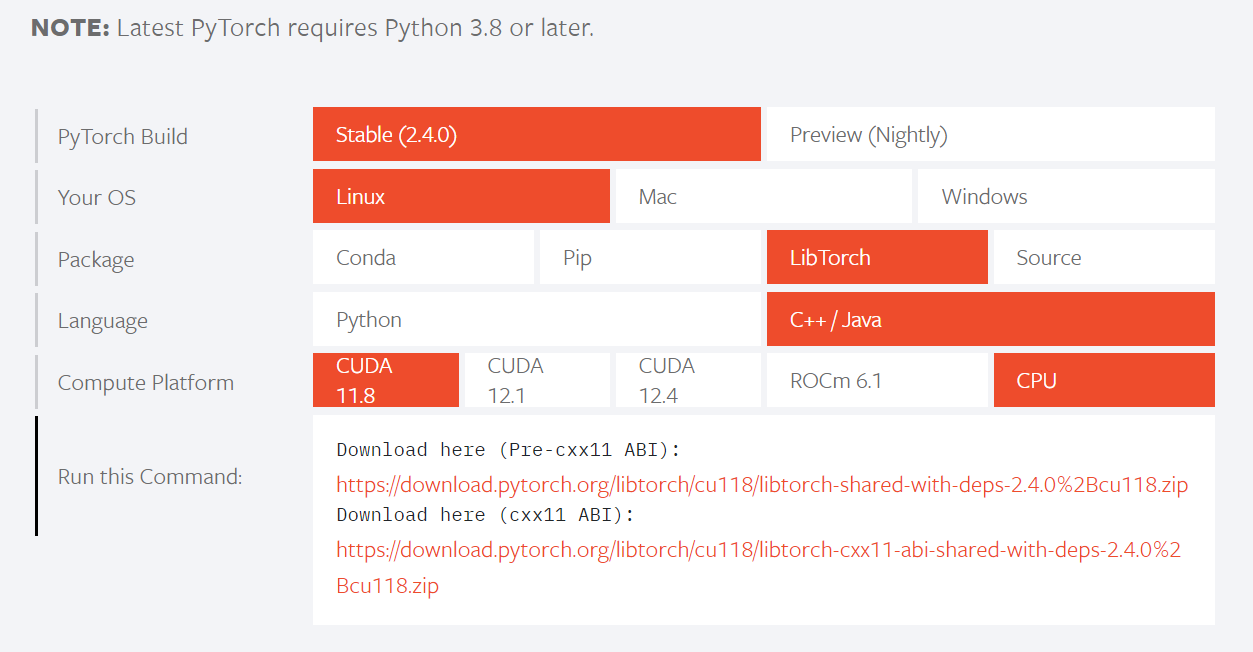 NOTE: Latest PyTorch requires Python 3.8 or later.
PyTorch Build
Stable (2.4.0)
Preview (Nightly)
Your OS
Linux
Mac
Windows
Package
Conda
Pip
LibTorch
Source
Language
Python
C++ / Java
Compute Platform
CUDA
11.8
CUDA
12.1
CUDA
12.4
ROCm 6.1
CPU
Run this Command:
Download here (Pre-cxx11 ABI):
https://download.pytorch.org/libtorch/cu118/libtorch-shared-with-deps-2.4.0%2Bcu118.zip
Download here (cxx11 ABI):
https://download.pytorch.org/libtorch/cu118/libtorch-cxx11-abi-shared-with-deps-2.4.0%2
Bcu118.zip